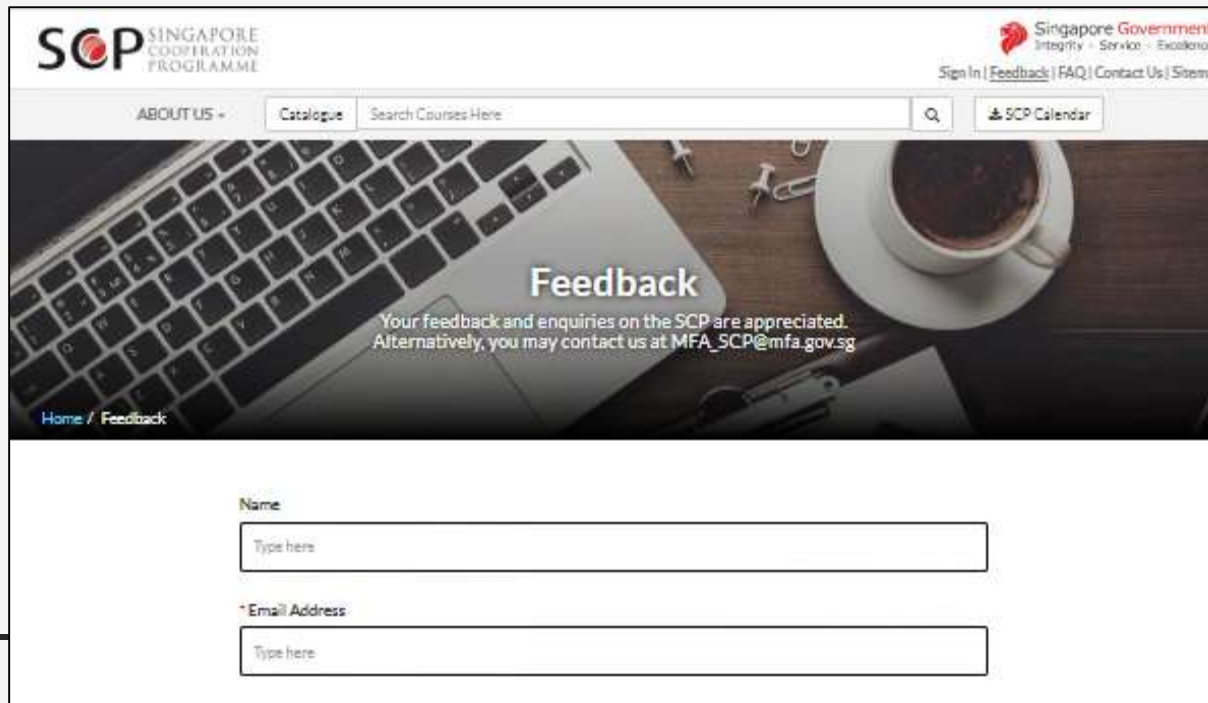 SCP SINGAPORE
COOPERATION
PROGRAMME
Singapore Government
Integrity · Service · Excellence
Sign In | Feedback | FAQ | Contact Us | Sitem
ABOUT US
Catalogue
Search Courses Here
SCP Calendar
Feedback
Your feedback and enquiries on the SCP are appreciated.
Alternatively, you may contact us at MFA_SCP@mfa.gov.sg
Home / Feedback
Name
Type here
* Email Address
Type here